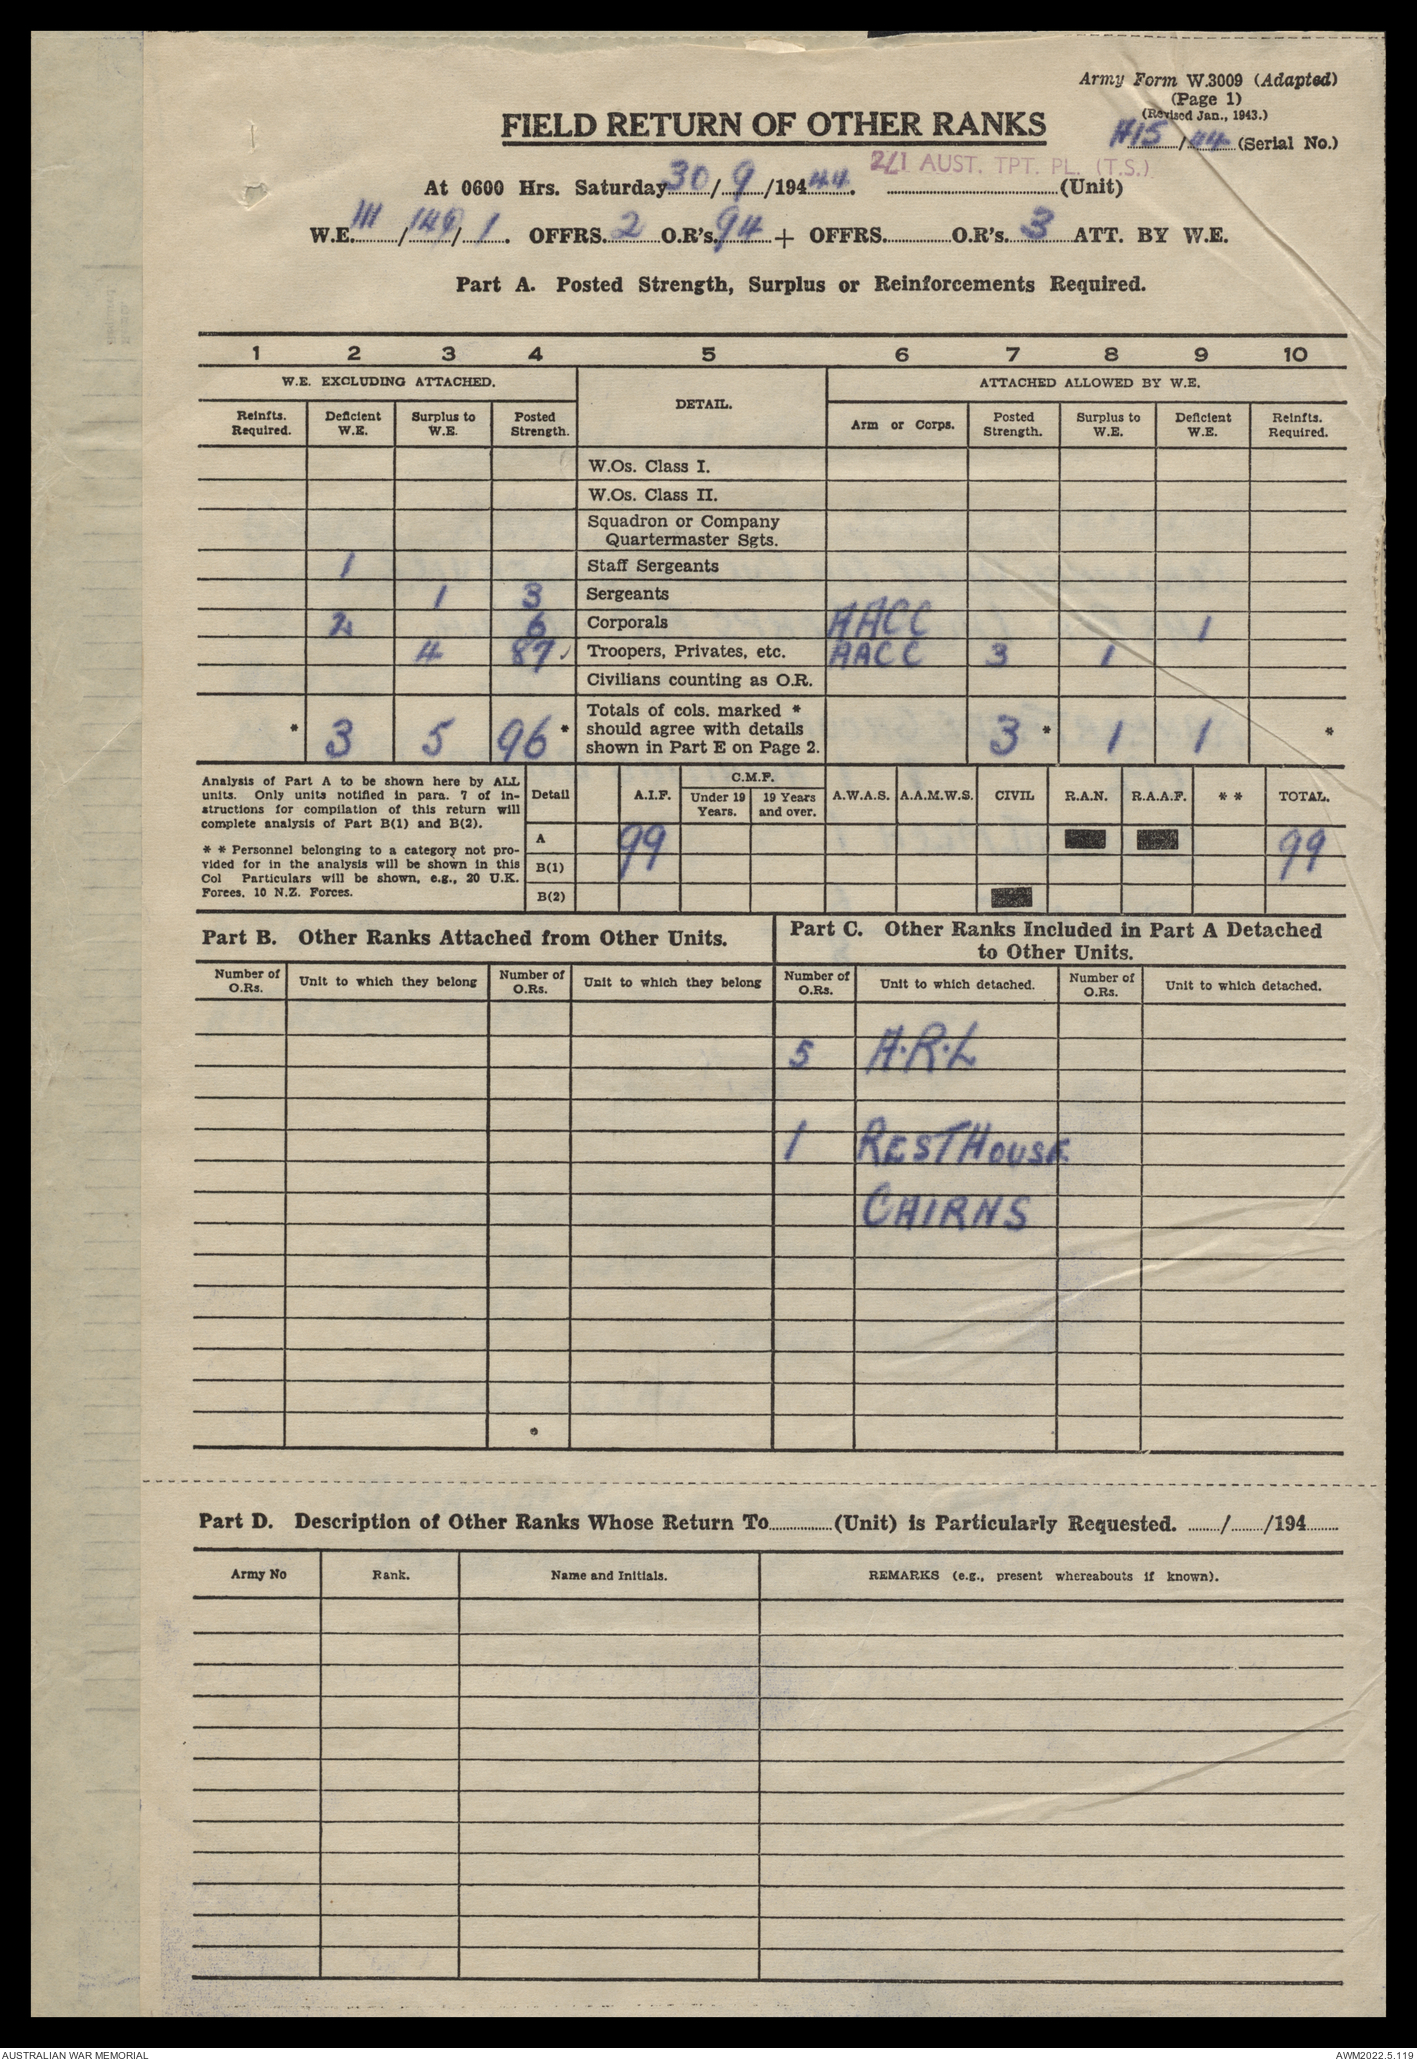 Army Form W.3009 (Adapted)
(Page 1)
(Revised Jan., 1943.)
FIELD RETURN OF OTHER RANKS
A15/44 (Serial No.)
2/1 AUST. TPT. PL. (T.S.)
At 0600 Hrs. Saturday 30/9/1944. (Unit)
W.E. III/149/1. OFFRS. 2 O.R's. 94 + OFFRS. O.R's. 3 ATT. BY W.E.
Part A. Posted Strength, Surplus or Reinforcements Required.
1 2 3 4 5 6 7 8 9 10
W.E. EXCLUDING ATTACHED. DETAIL. ATTACHED ALLOWED BY W.E.
Reinfts. Required. Deficient W.E. Surplus to W.E. Posted Strength. Arm or Corps. Posted Strength. Surplus to W.E. Deficient W.E. Reinfts. Required.
W.Os. Class I.
W.Os. Class II.
Squadron or Company
Quartermaster Sgts.
1 Staff Sergeants
1 3 Sergeants
2 6 Corporals AACC 1
4 87 Troopers, Privates, etc. AACC 3 1
Civilians counting as O.R.
* 3 5 96 * Totals of cols. marked * should agree with details shown in Part E on Page 2. 3 * 1 1 *
Analysis of Part A to be shown here by ALL
units. Only units notified in para. 7 of in-
structions for compilation of this return will
complete analysis of Part B(1) and B(2).
* * Personnel belonging to a category not pro-
vided for in the analysis will be shown in this
Col Particulars will be shown, e.g., 20 U.K.
Forces, 10 N.Z. Forces.
Detail A.I.F. C.M.F. Under 19 Years. 19 Years and over. A.W.A.S. A.A.M.W.S. CIVIL R.A.N. R.A.A.F. * * TOTAL.
A 99 99
B(1)
B(2)
Part B. Other Ranks Attached from Other Units.
Part C. Other Ranks Included in Part A Detached
to Other Units.
Number of O.Rs. Unit to which they belong Number of O.Rs. Unit to which they belong Number of O.Rs. Unit to which detached. Number of O.Rs. Unit to which detached.
5 A.R.L
1 RESTHOUSE
CAIRNS
*
Part D. Description of Other Ranks Whose Return To (Unit) is Particularly Requested. / /194
Army No Rank. Name and Initials. REMARKS (e.g., present whereabouts if known).
AUSTRALIAN WAR MEMORIAL AWM2022.5.119